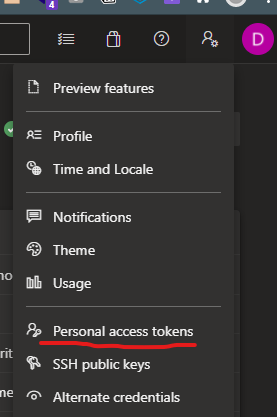 4
D
Preview features
Profile
Time and Locale
Notifications
Theme
Usage
Personal access tokens
SSH public keys
Alternate credentials